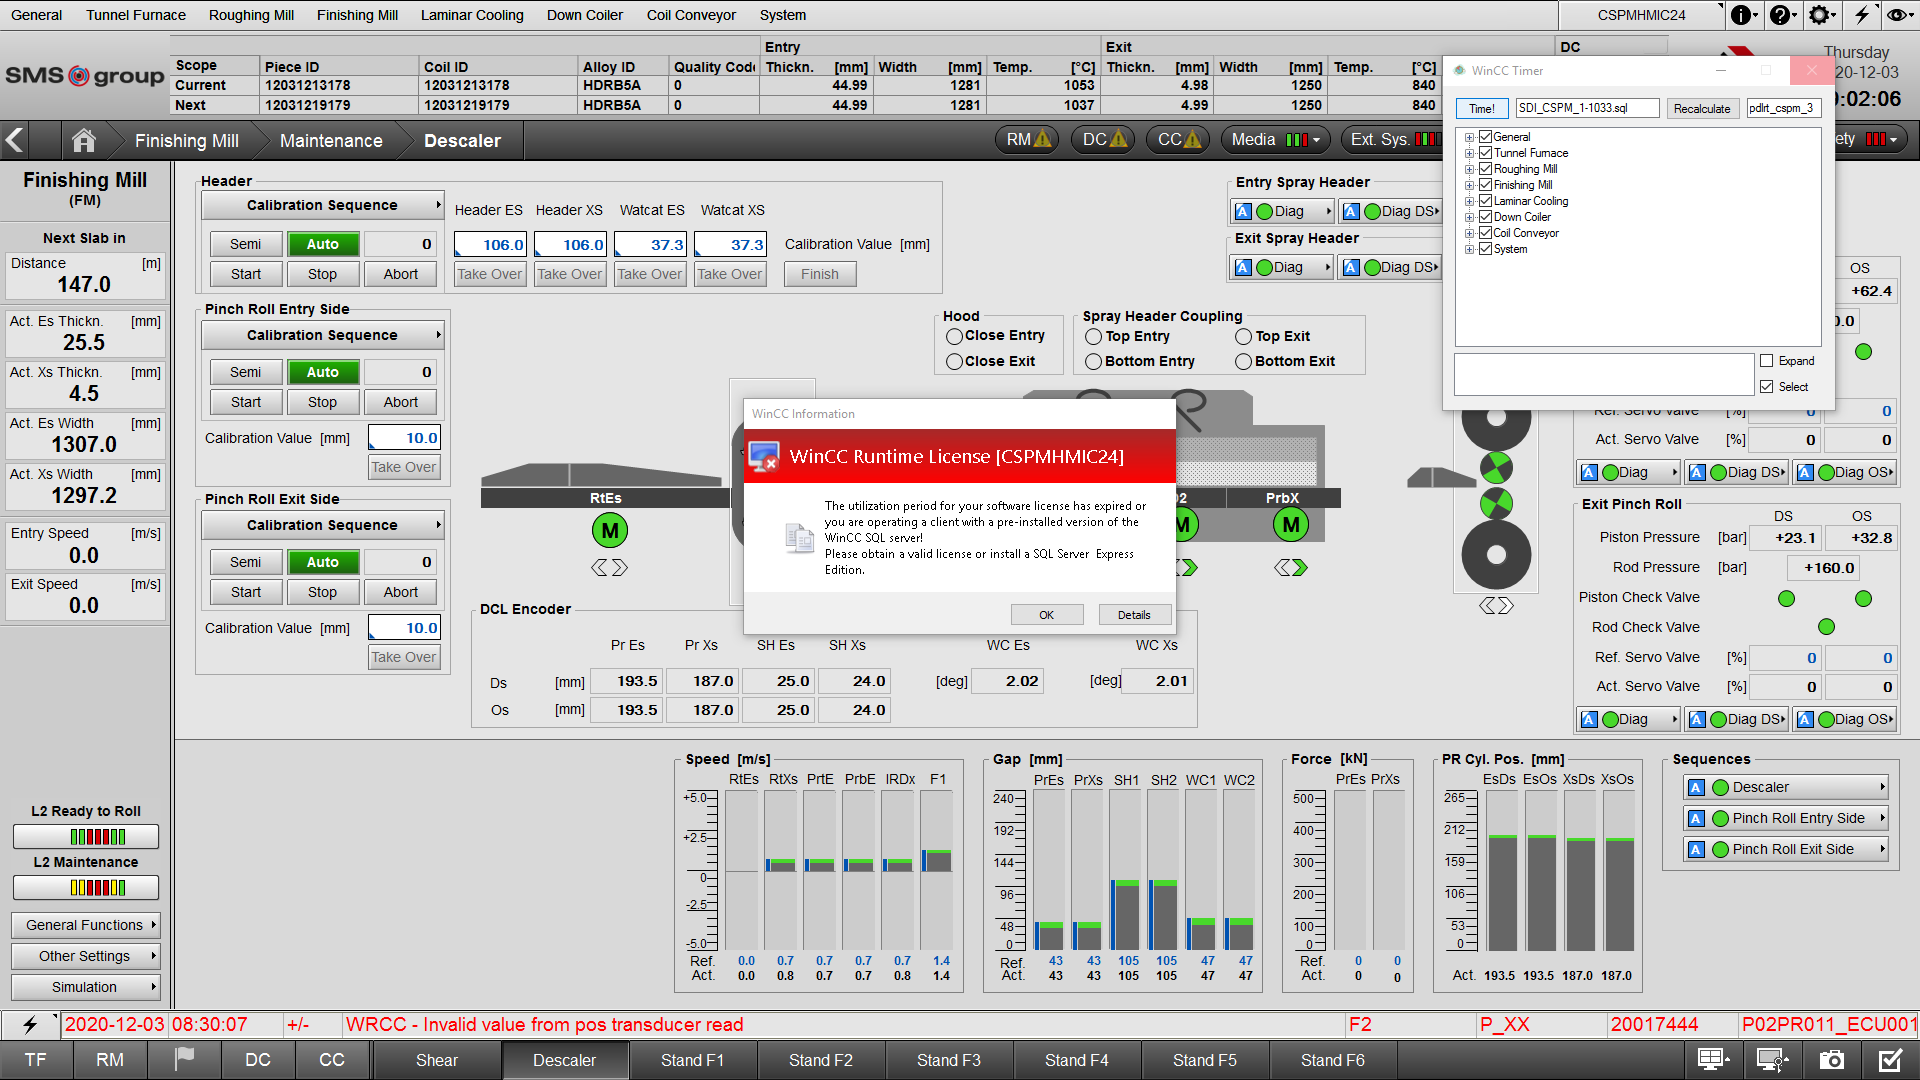 General Tunnel Furnace Roughing Mill Finishing Mill Laminar Cooling Down Coiler Coil Conveyor System CSPMHMIC24
SMS group
Entry Exit DC
Scope Piece ID Coil ID Alloy ID Quality Code Thickn. [mm] Width [mm] Temp. [°C] Thickn. [mm] Width [mm] Temp. [°C]
Current 12031213178 12031213178 HDRB5A 0 44.99 1281 1053 4.98 1250 840
Next 12031219179 12031219179 HDRB5A 0 44.99 1281 1037 4.99 1250 840
Thursday
20-12-03
0:02:06
Finishing Mill Maintenance Descaler RM DC CC Media Ext. Sys. ety
WinCC Timer
Time! SDI_CSPM_1-1033.sql Recalculate pdlrt_cspm_3
General
Tunnel Furnace
Roughing Mill
Finishing Mill
Laminar Cooling
Down Coiler
Coil Conveyor
System
Expand
Select
Finishing Mill
(FM)
Next Slab in
Distance [m]
147.0
Act. Es Thickn. [mm]
25.5
Act. Xs Thickn. [mm]
4.5
Act. Es Width [mm]
1307.0
Act. Xs Width [mm]
1297.2
Entry Speed [m/s]
0.0
Exit Speed [m/s]
0.0
L2 Ready to Roll
L2 Maintenance
General Functions
Other Settings
Simulation
Header
Calibration Sequence Header ES Header XS Watcat ES Watcat XS
Semi Auto 0 106.0 106.0 37.3 37.3 Calibration Value [mm]
Start Stop Abort Take Over Take Over Take Over Take Over Finish
Pinch Roll Entry Side
Calibration Sequence
Semi Auto 0
Start Stop Abort
Calibration Value [mm] 10.0
Take Over
Pinch Roll Exit Side
Calibration Sequence
Semi Auto 0
Start Stop Abort
Calibration Value [mm] 10.0
Take Over
Entry Spray Header
A Diag A Diag DS
Exit Spray Header
A Diag A Diag DS
Hood
Close Entry
Close Exit
Spray Header Coupling
Top Entry Top Exit
Bottom Entry Bottom Exit
RtEs PrbX
M M M
WinCC Information
WinCC Runtime License [CSPMHMIC24]
The utilization period for your software license has expired or
you are operating a client with a pre-installed version of the
WinCC SQL server!
Please obtain a valid license or install a SQL Server Express
Edition.
OK Details
OS
+62.4
0.0
Ref. Servo Valve [%] 0 0
Act. Servo Valve [%] 0 0
A Diag A Diag DS A Diag OS
Exit Pinch Roll
DS OS
Piston Pressure [bar] +23.1 +32.8
Rod Pressure [bar] +160.0
Piston Check Valve
Rod Check Valve
Ref. Servo Valve [%] 0 0
Act. Servo Valve [%] 0 0
A Diag A Diag DS A Diag OS
DCL Encoder
Pr Es Pr Xs SH Es SH Xs WC Es WC Xs
Ds [mm] 193.5 187.0 25.0 24.0 [deg] 2.02 [deg] 2.01
Os [mm] 193.5 187.0 25.0 24.0
Speed [m/s]
RtEs RtXs PrtE PrbE IRDx F1
+5.0
+2.5
0
-2.5
-5.0
Ref. 0.0 0.7 0.7 0.7 0.7 1.4
Act. 0.0 0.8 0.7 0.7 0.8 1.4
Gap [mm]
PrEs PrXs SH1 SH2 WC1 WC2
240
192
144
96
48
0
Ref. 43 43 105 105 47 47
Act. 43 43 105 105 47 47
Force [kN]
PrEs PrXs
500
400
300
200
100
0
Ref. 0 0
Act. 0 0
PR Cyl. Pos. [mm]
EsDs EsOs XsDs XsOs
265
212
159
106
53
0
Act. 193.5 193.5 187.0 187.0
Sequences
A Descaler
A Pinch Roll Entry Side
A Pinch Roll Exit Side
2020-12-03 08:30:07 +/- WRCC - Invalid value from pos transducer read F2 P_XX 20017444 P02PR011_ECU001
TF RM DC CC Shear Descaler Stand F1 Stand F2 Stand F3 Stand F4 Stand F5 Stand F6